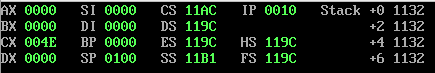 AX 0000 SI 0000 CS 11AC IP 0010 Stack +0 1132
BX 0000 DI 0000 DS 119C +2 1132
CX 004E BP 0000 ES 119C HS 119C +4 1132
DX 0000 SP 0100 SS 11B1 FS 119C +6 1132